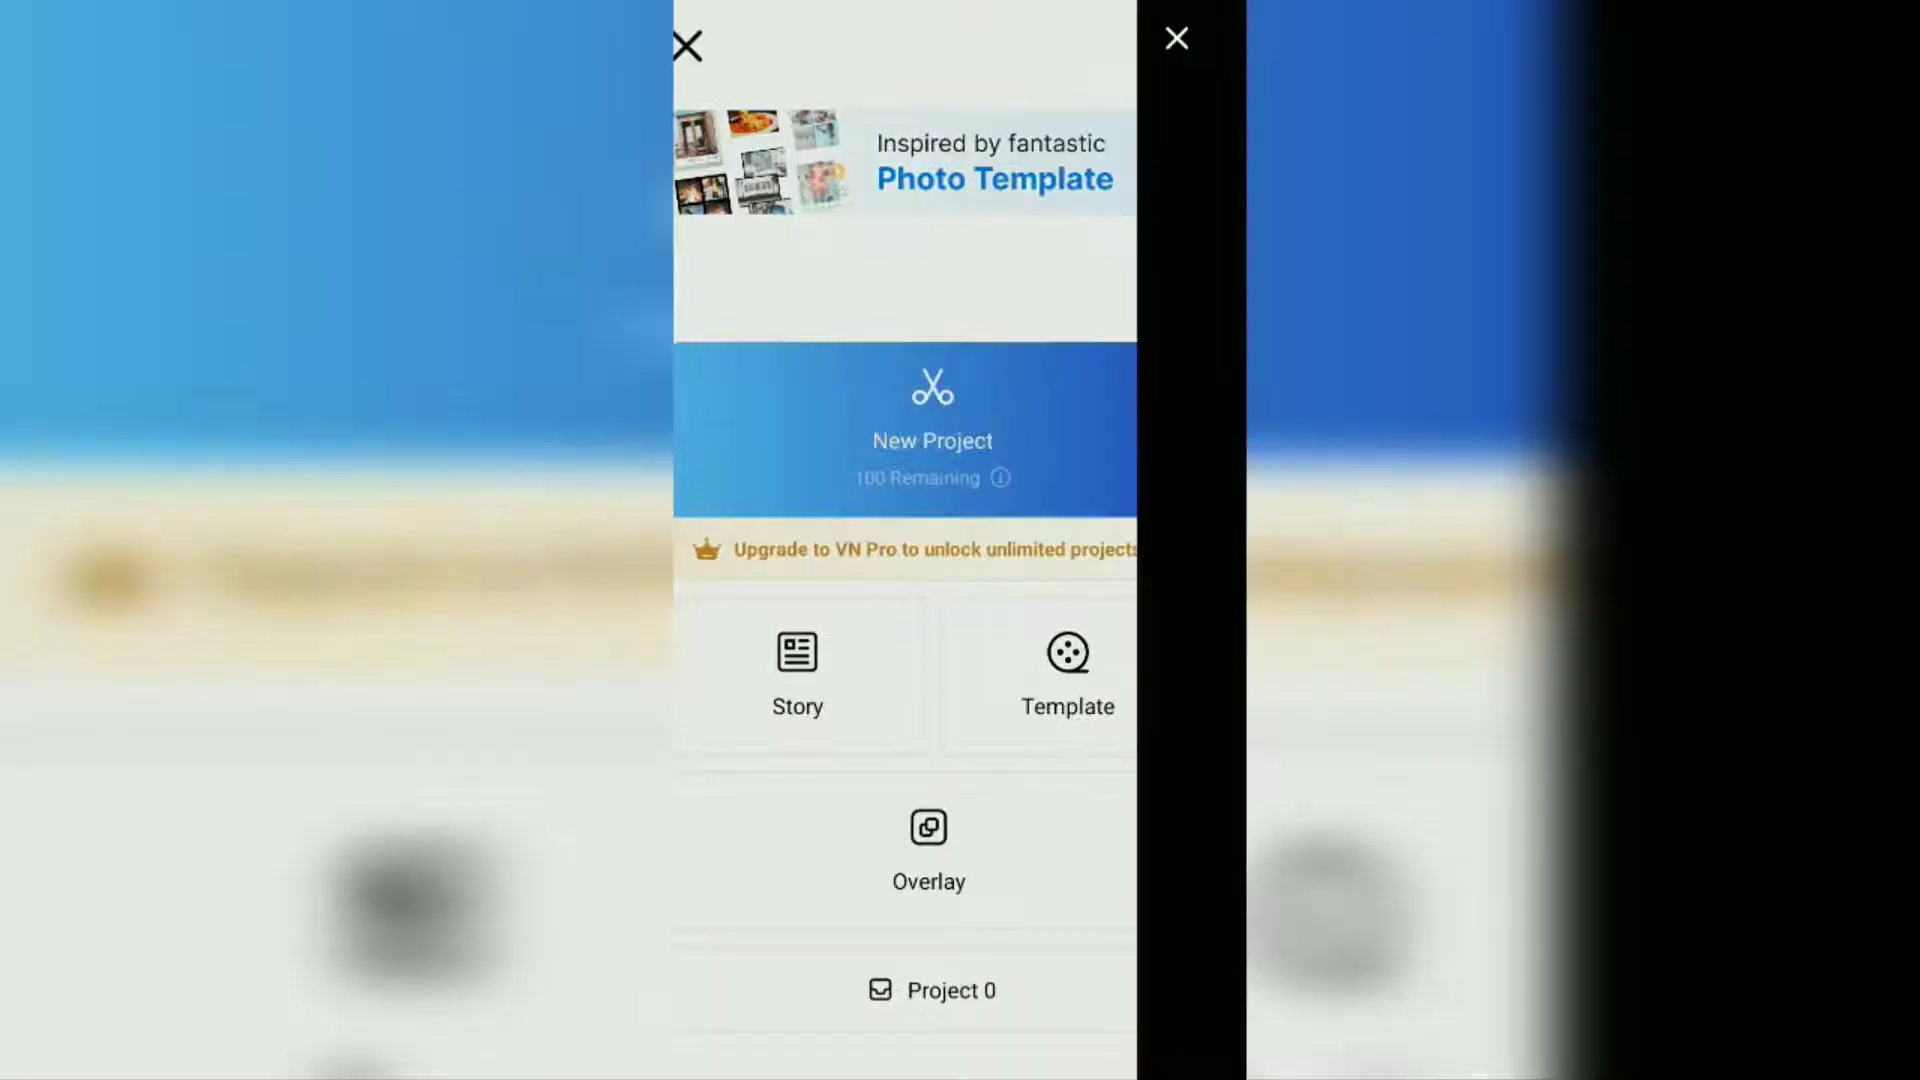 Inspired by fantastic
Photo Template
New Project
100 Remaining
Upgrade to VN Pro to unlock unlimited projects
Story
Template
Overlay
Project 0